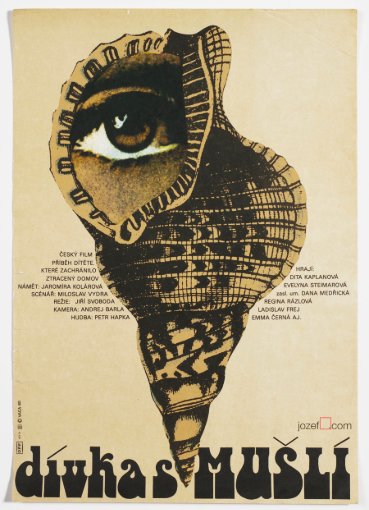 ČESKÝ FILM
PŘÍBĚH DÍTĚTE,
KTERÉ ZACHRÁNILO
ZTRACENÝ DOMOV
NÁMĚT: JAROMÍRA KOLÁROVÁ
SCÉNÁŘ: MILOSLAV VYDRA
REŽIE: JIŘÍ SVOBODA
KAMERA: ANDREJ BARLA
HUDBA: PETR HAPKA
HRAJÍ:
DITA KAPLANOVÁ
EVELYNA STEIMAROVÁ
zasl. um. DANA MEDŘICKÁ
REGINA RÁZLOVÁ
LADISLAV FREJ
EMMA ČERNÁ AJ.
jozef.com
dívka s MUŠLÍ